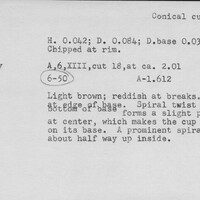 Conical cu
H. 0.042; D. 0.084; D.base 0.03
Chipped at rim.
A,6,XIII,cut 18,at ca. 2.01
6-50 A-1.612
Light brown; reddish at breaks.
at edge of base. Spiral twist
bottom of base
forms a slight p
at center, which makes the cup
on its base. A prominent spira
about half way up inside.